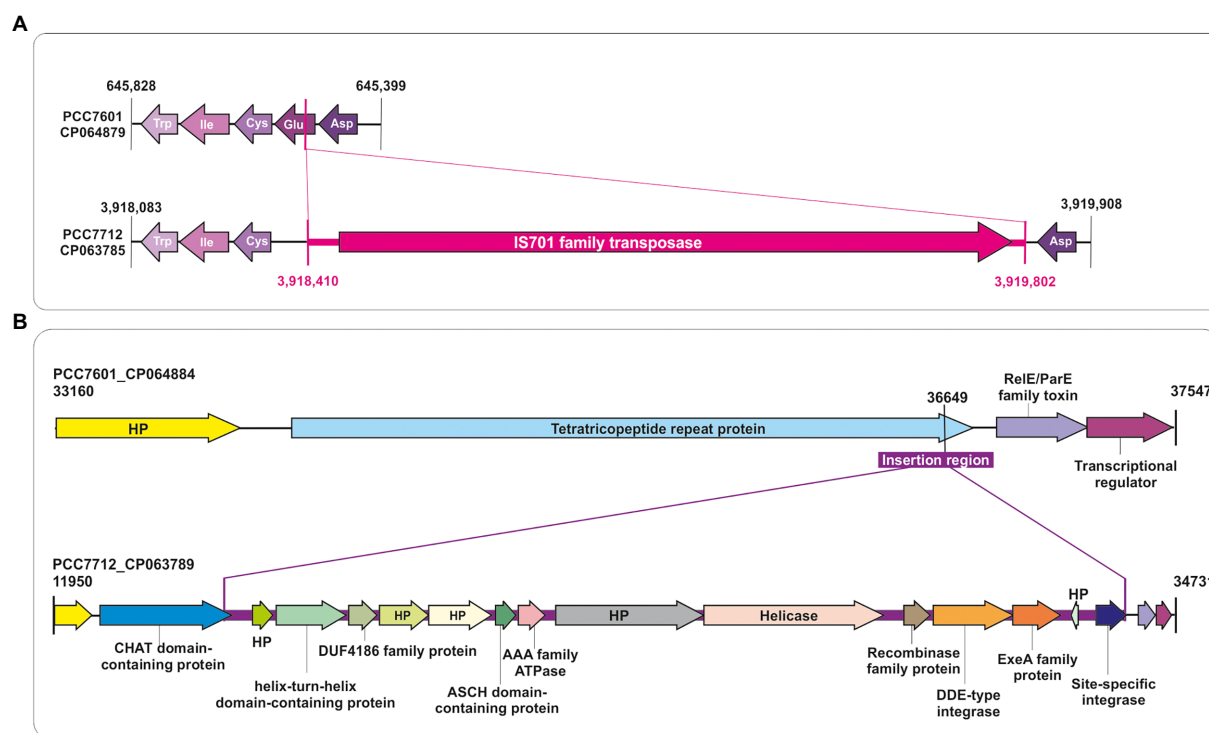 A
645,828
645,399
PCC7601
CP064879
Trp
Ile
Cys
Glu
Asp
3,918,083
3,919,908
PCC7712
CP063785
Trp
Ile
Cys
IS701 family transposase
Asp
3,918,410
3,919,802
B
PCC7601_CP064884
33160
36649
RelE/ParE
family toxin
37547
HP
Tetratricopeptide repeat protein
Insertion region
Transcriptional
regulator
PCC7712_CP063789
11950
34731
HP
HP
HP
HP
Helicase
CHAT domain-
containing protein
HP
helix-turn-helix
domain-containing protein
DUF4186 family protein
ASCH domain-
containing protein
AAA family
ATPase
Recombinase
family protein
DDE-type
integrase
ExeA family
protein
Site-specific
integrase